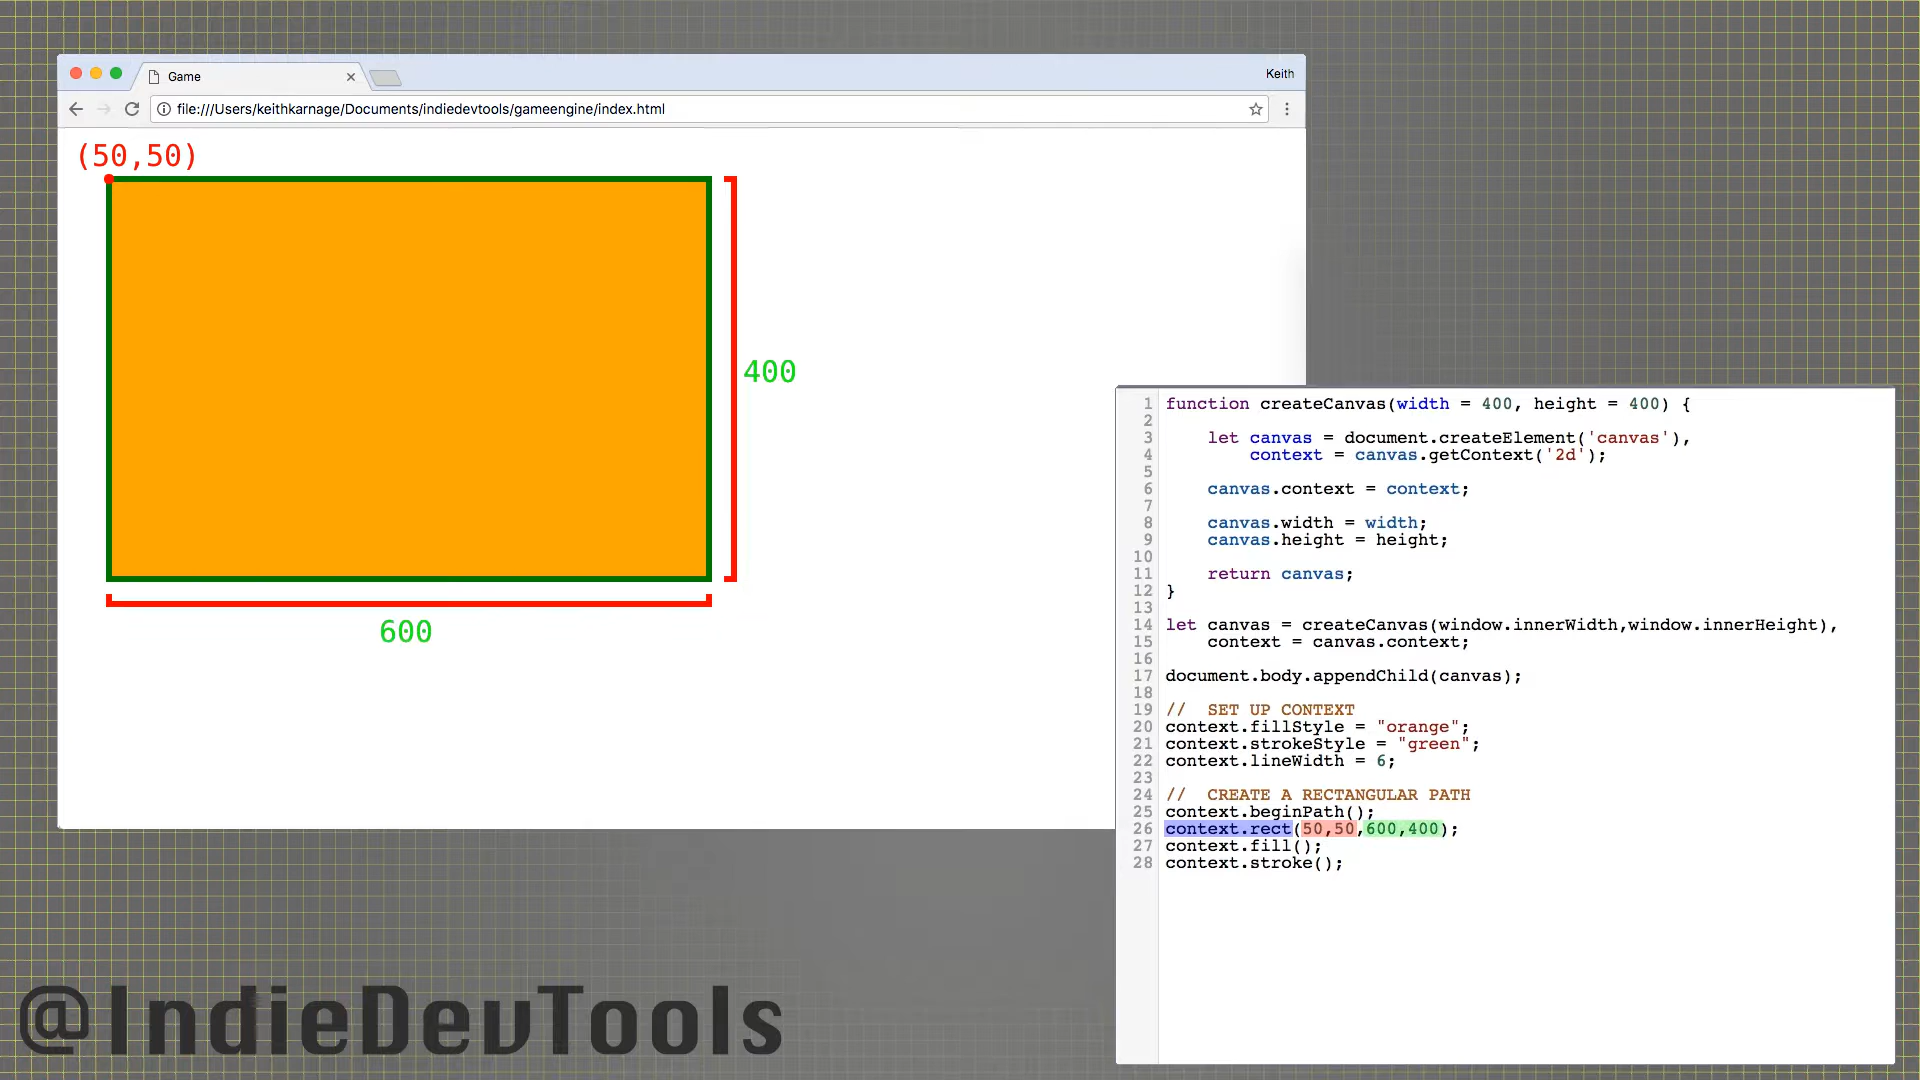 Game
Keith
file:///Users/keithkarnage/Documents/indiedevtools/gameengine/index.html
(50,50)
400
600
1 function createCanvas(width = 400, height = 400) {
2
3     let canvas = document.createElement('canvas'),
4         context = canvas.getContext('2d');
5
6     canvas.context = context;
7
8     canvas.width = width;
9     canvas.height = height;
10
11     return canvas;
12 }
13
14 let canvas = createCanvas(window.innerWidth,window.innerHeight),
15     context = canvas.context;
16
17 document.body.appendChild(canvas);
18
19 //  SET UP CONTEXT
20 context.fillStyle = "orange";
21 context.strokeStyle = "green";
22 context.lineWidth = 6;
23
24 //  CREATE A RECTANGULAR PATH
25 context.beginPath();
26 context.rect(50,50,600,400);
27 context.fill();
28 context.stroke();
@IndieDevTools